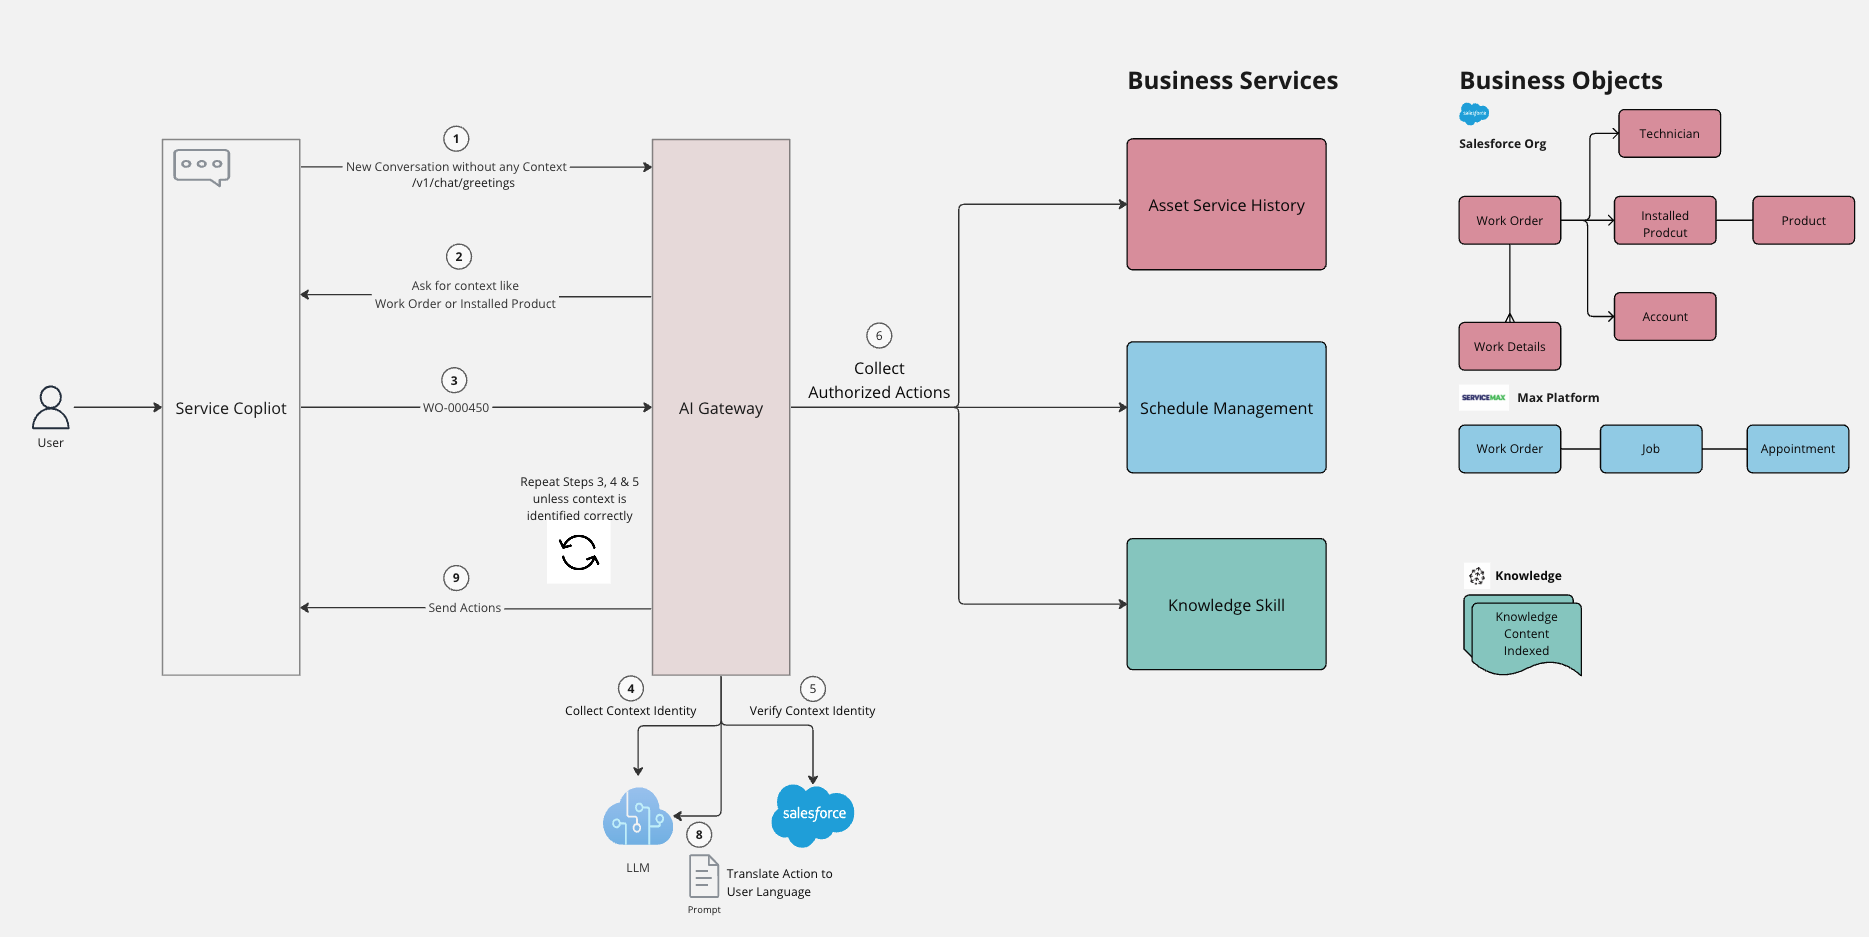 Business Services
Business Objects
salesforce
Salesforce Org
Technician
1
New Conversation without any Context
/v1/chat/greetings
Asset Service History
Work Order
Installed
Prodcut
Product
2
Ask for context like
Work Order or Installed Product
Account
6
Collect
Authorized Actions
Work Details
3
WO-000450
User
Service Copliot
AI Gateway
Schedule Management
SERVICEMAX
Max Platform
Work Order
Job
Appointment
Repeat Steps 3, 4 & 5
unless context is
identified correctly
9
Send Actions
Knowledge Skill
Knowledge
Knowledge
Content
Indexed
4
Collect Context Identity
5
Verify Context Identity
salesforce
LLM
8
Translate Action to
User Language
Prompt